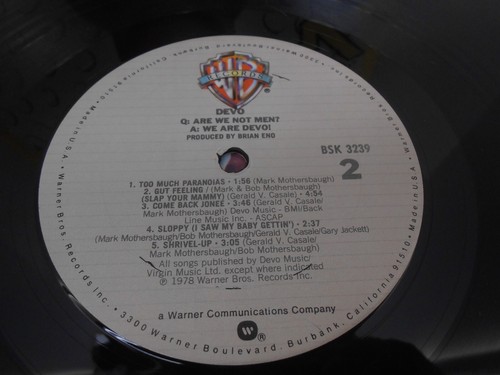 WB
RECORDS
DEVO
Q: ARE WE NOT MEN?
A: WE ARE DEVO!
PRODUCED BY BRIAN ENO
BSK 3239
2
1. TOO MUCH PARANOIAS - 1:56 (Mark Mothersbaugh)
2. GUT FEELING / (Mark & Bob Mothersbaugh)
(SLAP YOUR MAMMY) (Gerald V. Casale) - 4:54
3. COME BACK JONEE - 3:46 (Gerald V. Casale/
Mark Mothersbaugh) Devo Music - BMI/Back
Line Music Inc. - ASCAP
4. SLOPPY (I SAW MY BABY GETTIN') - 2:37
(Mark Mothersbaugh/Bob Mothersbaugh/Gerald V. Casale/Gary Jackett)
5. SHRIVEL-UP - 3:05 (Gerald V. Casale/
Mark Mothersbaugh/Bob Mothersbaugh)
All songs published by Devo Music/
Virgin Music Ltd. except where indicated
℗ 1978 Warner Bros. Records Inc.
a Warner Communications Company
W ®
Made in U.S.A. • Warner Bros. Records Inc. • 3300 Warner Boulevard, Burbank, California 91510 • Made in U.S.A.